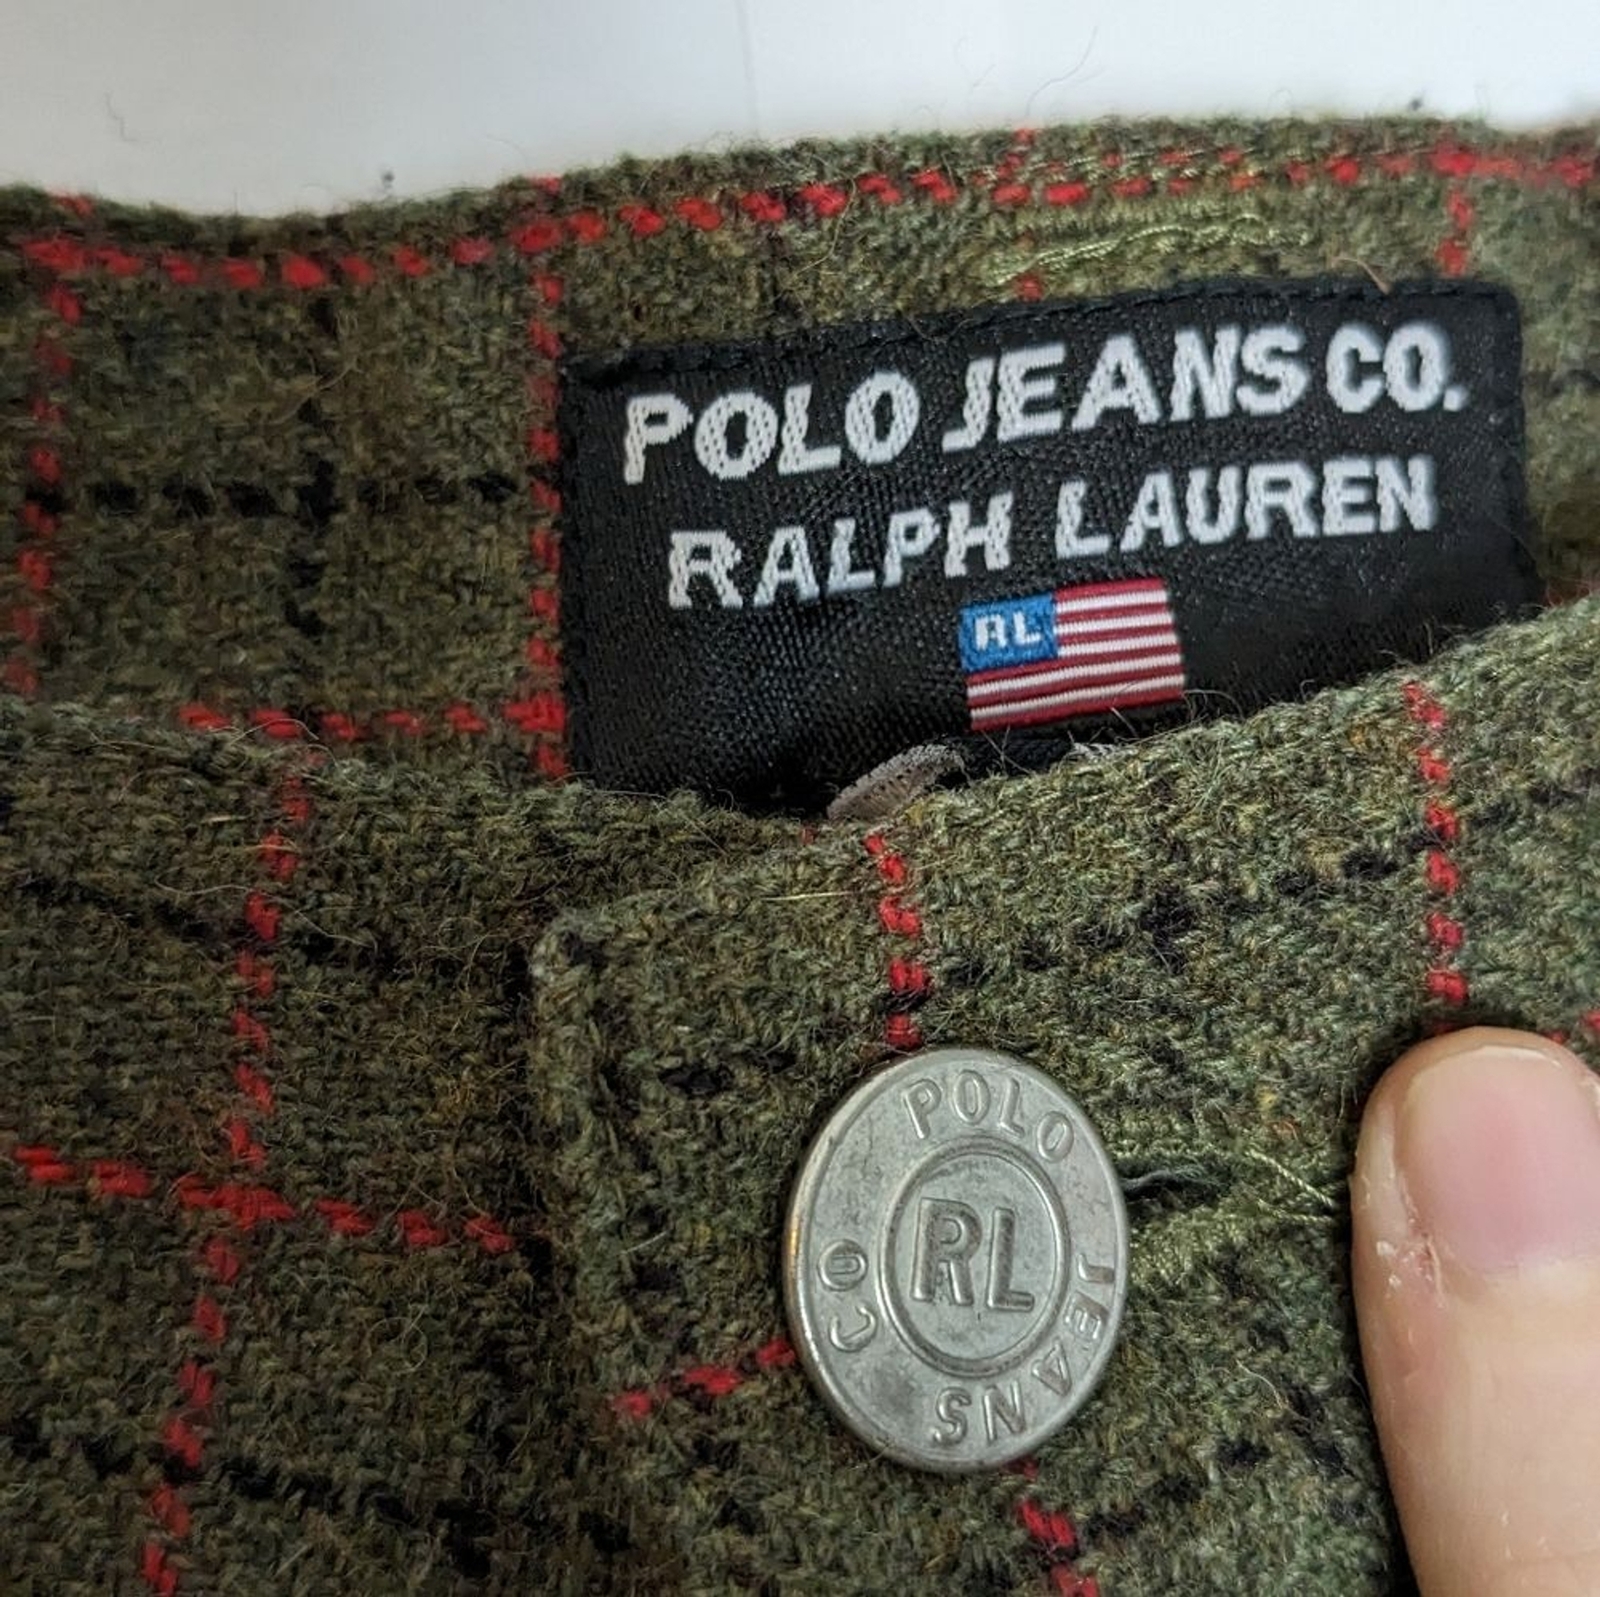 POLO JEANS CO.
RALPH LAUREN
RL
POLO JEANS CO
RL